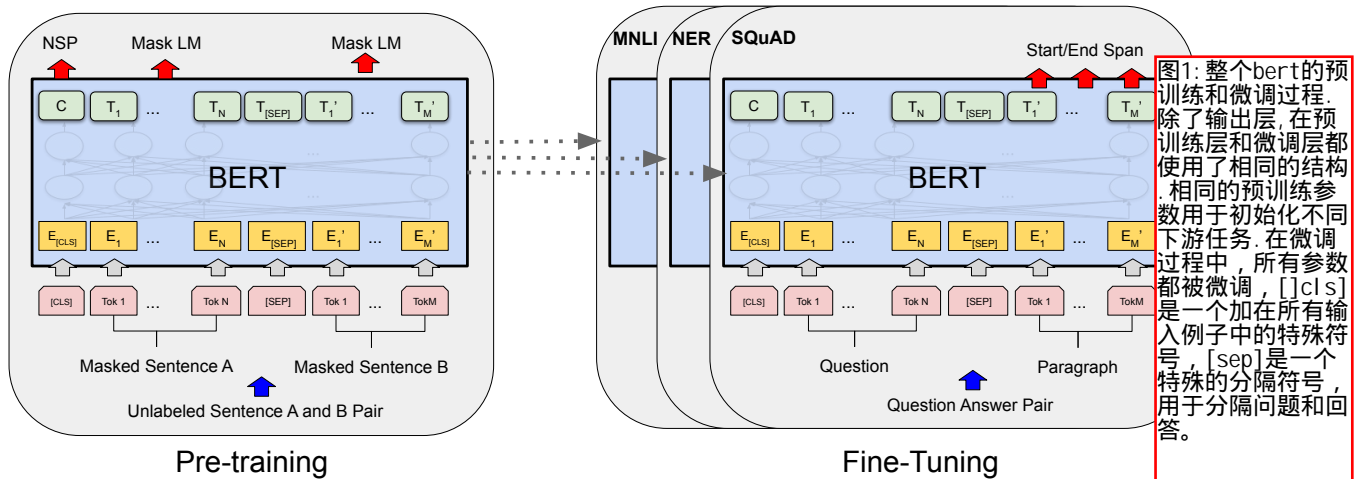 NSP Mask LM Mask LM
C T1 ... TN T[SEP] T1' ... TM'
...
BERT
...
E[CLS] E1 ... EN E[SEP] E1' ... EM'
[CLS] Tok 1 ... Tok N [SEP] Tok 1 ... TokM
Masked Sentence A Masked Sentence B
Unlabeled Sentence A and B Pair
Pre-training
MNLI NER SQuAD
Start/End Span
C T1 ... TN T[SEP] T1' ... TM'
...
BERT
...
E[CLS] E1 ... EN E[SEP] E1' ... EM'
[CLS] Tok 1 ... Tok N [SEP] Tok 1 ... TokM
Question Paragraph
Question Answer Pair
Fine-Tuning
图1:整个bert的预
训练和微调过程.
除了输出层,在预
训练层和微调层都
使用了相同的结构
.相同的预训练参
数用于初始化不同
下游任务.在微调
过程中，所有参数
都被微调，[]cls]
是一个加在所有输
入例子中的特殊符
号，[sep]是一个
特殊的分隔符号，
用于分隔问题和回
答。